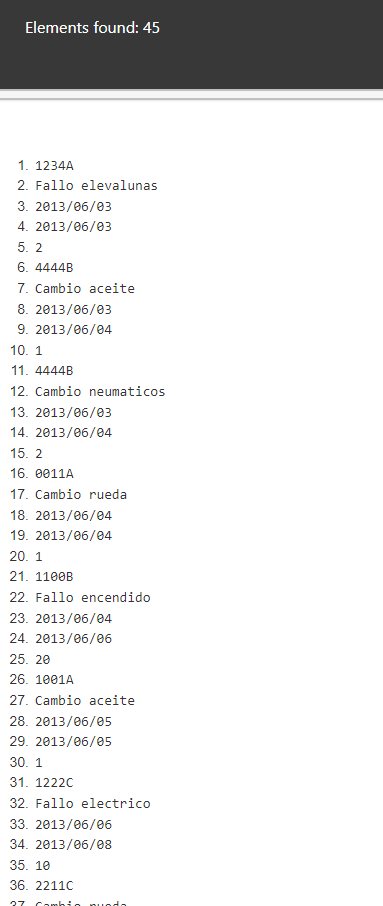 Elements found: 45
1. 1234A
2. Fallo elevalunas
3. 2013/06/03
4. 2013/06/03
5. 2
6. 4444B
7. Cambio aceite
8. 2013/06/03
9. 2013/06/04
10. 1
11. 4444B
12. Cambio neumaticos
13. 2013/06/03
14. 2013/06/04
15. 2
16. 0011A
17. Cambio rueda
18. 2013/06/04
19. 2013/06/04
20. 1
21. 1100B
22. Fallo encendido
23. 2013/06/04
24. 2013/06/06
25. 20
26. 1001A
27. Cambio aceite
28. 2013/06/05
29. 2013/06/05
30. 1
31. 1222C
32. Fallo electrico
33. 2013/06/06
34. 2013/06/08
35. 10
36. 2211C
37. Cambio rueda